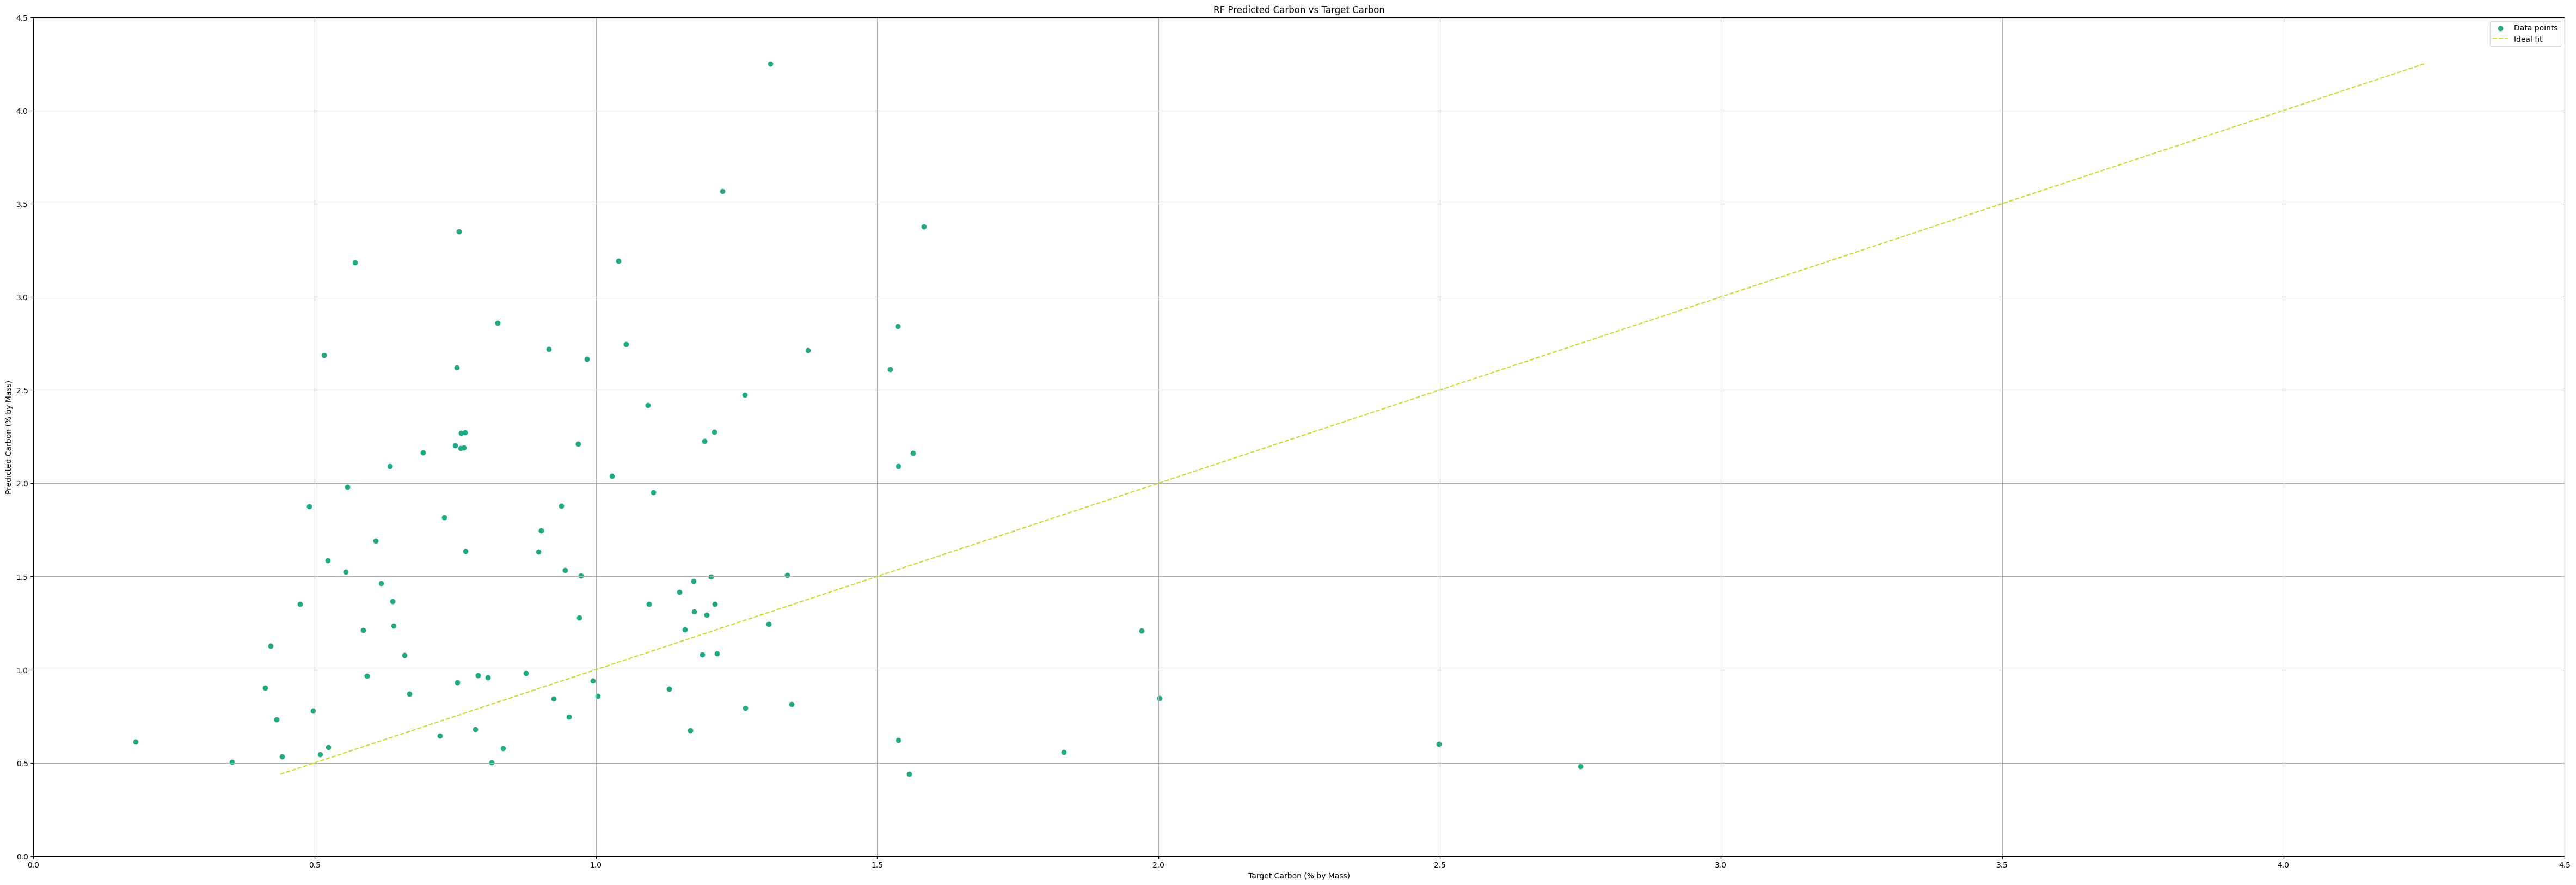 RF Predicted Carbon vs Target Carbon
Data points
Ideal fit
Predicted Carbon (% by Mass)
4.5
4.0
3.5
3.0
2.5
2.0
1.5
1.0
0.5
0.0
0.0 0.5 1.0 1.5 2.0 2.5 3.0 3.5 4.0 4.5
Target Carbon (% by Mass)